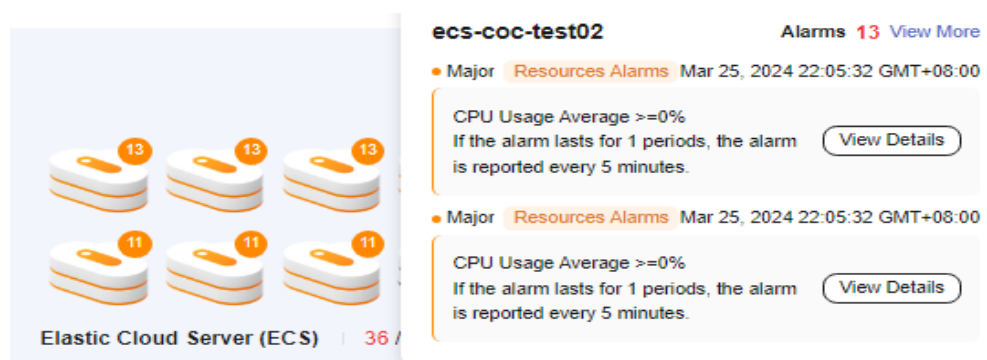 ecs-coc-test02 Alarms 13 View More
Major Resources Alarms Mar 25, 2024 22:05:32 GMT+08:00
CPU Usage Average >=0%
If the alarm lasts for 1 periods, the alarm
is reported every 5 minutes.
View Details
Major Resources Alarms Mar 25, 2024 22:05:32 GMT+08:00
CPU Usage Average >=0%
If the alarm lasts for 1 periods, the alarm
is reported every 5 minutes.
View Details
13 13 13
11 11 11
Elastic Cloud Server (ECS) 36 /